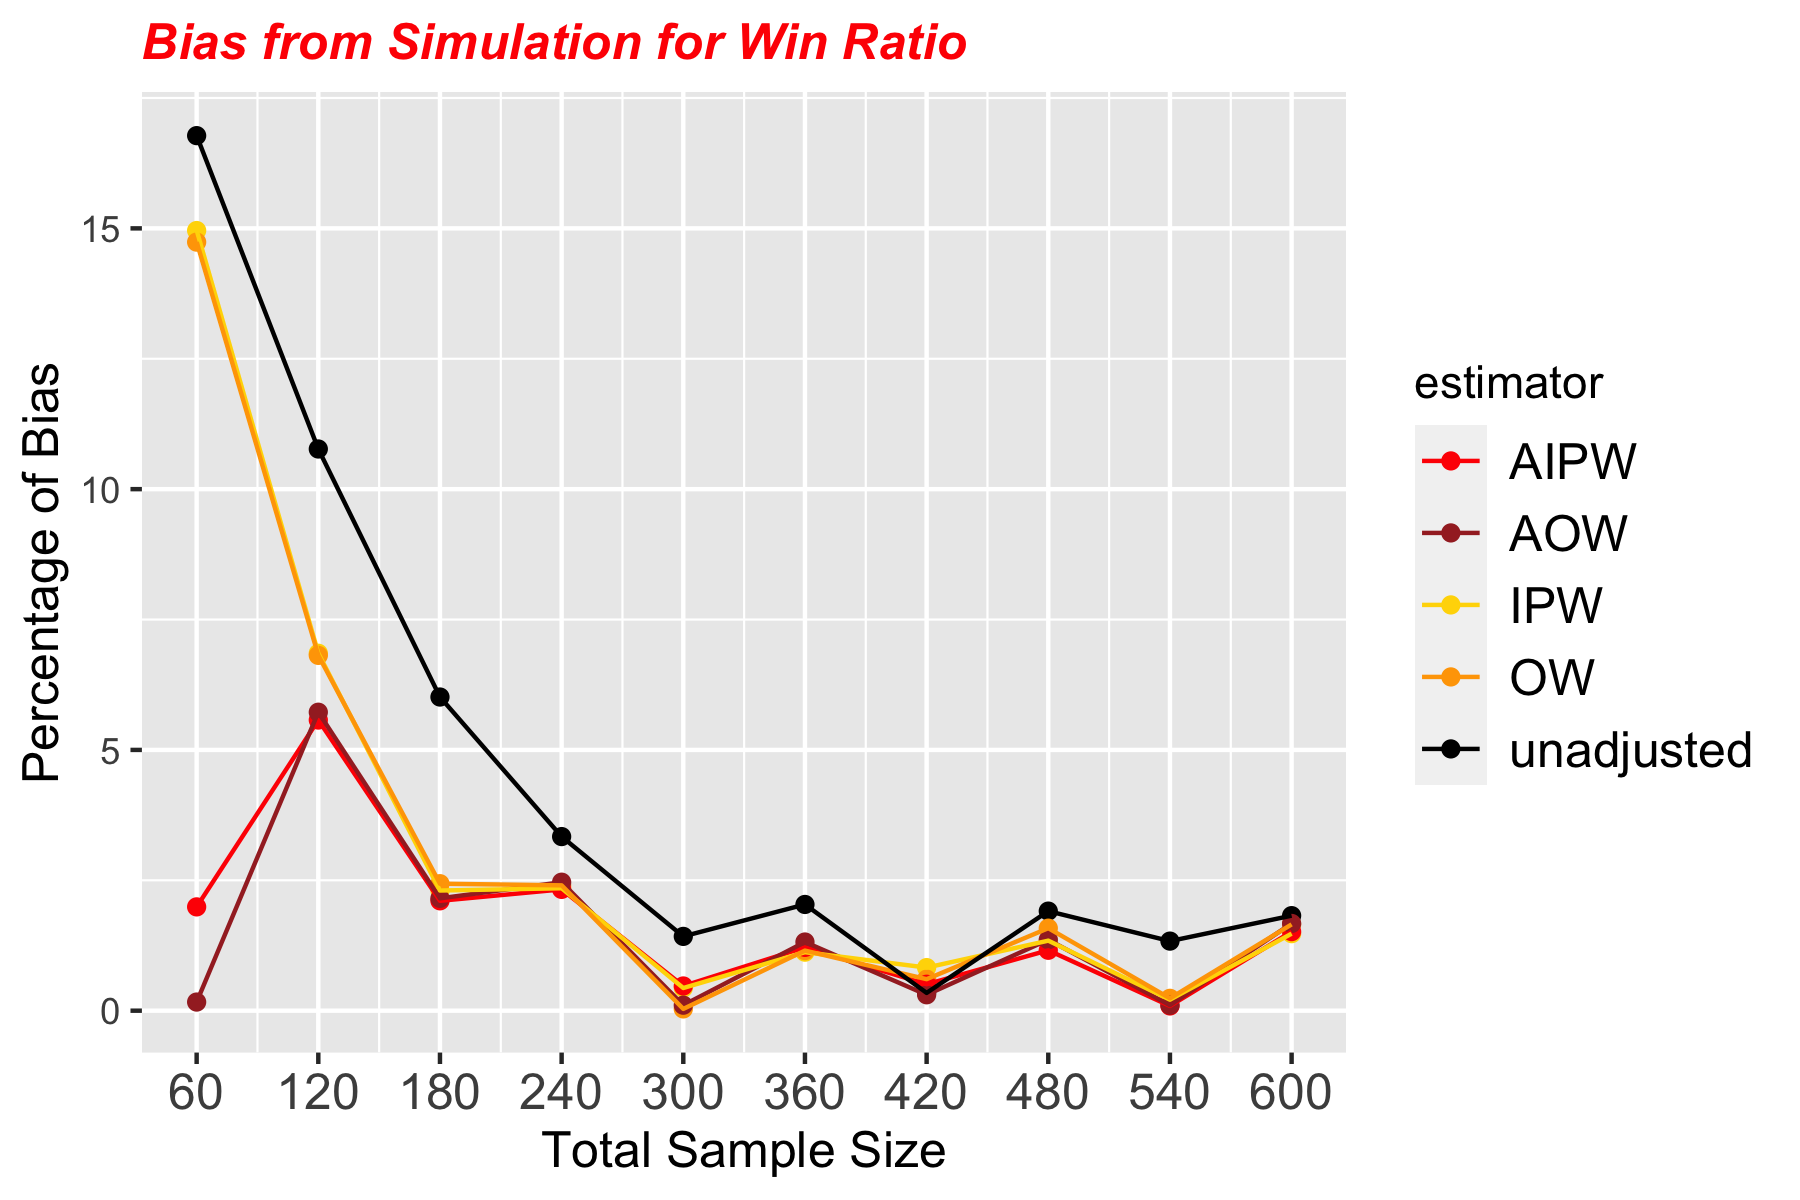 Bias from Simulation for Win Ratio
Percentage of Bias
15
10
5
0
60 120 180 240 300 360 420 480 540 600
Total Sample Size
estimator
AIPW
AOW
IPW
OW
unadjusted